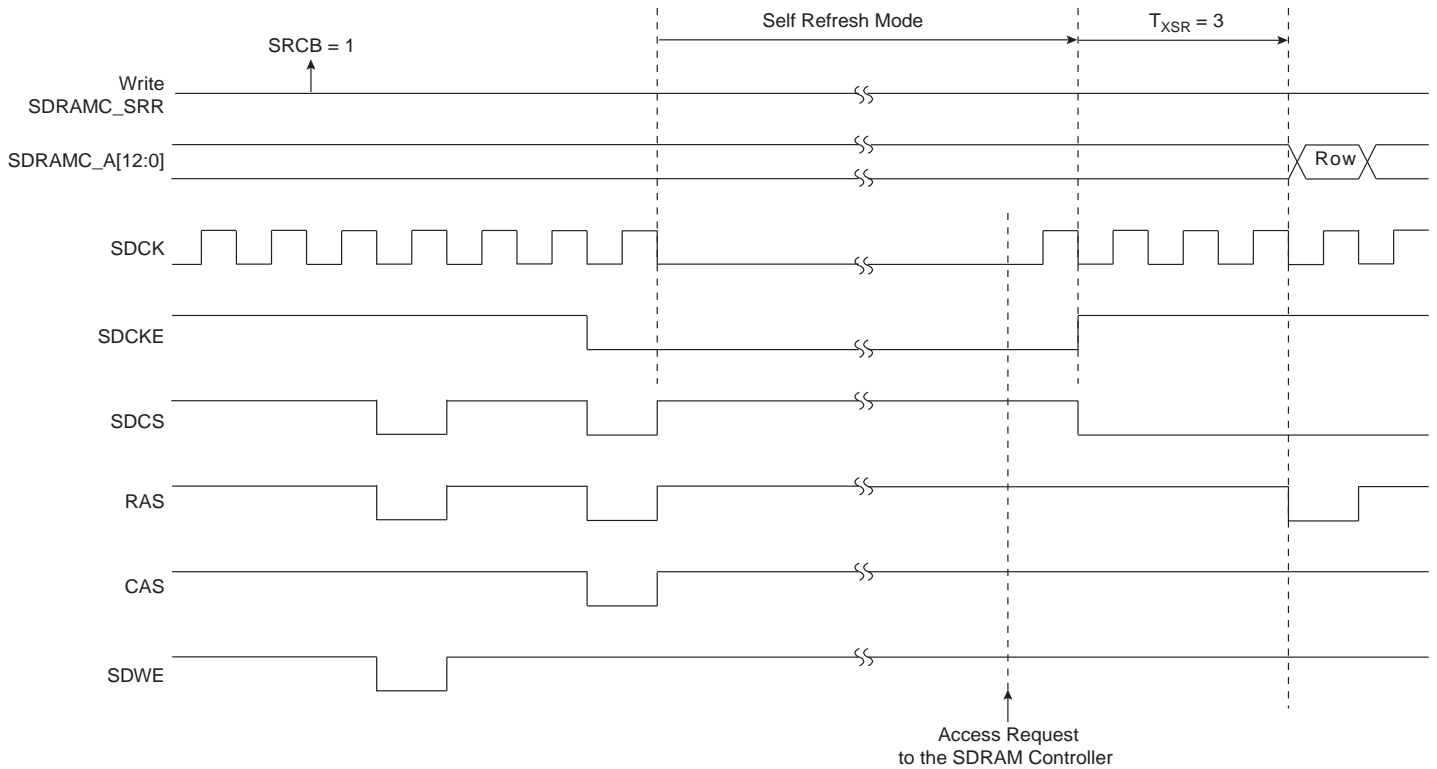 Self Refresh Mode
TXSR = 3
SRCB = 1
Write
SDRAMC_SRR
SDRAMC_A[12:0]
Row
SDCK
SDCKE
SDCS
RAS
CAS
SDWE
Access Request
to the SDRAM Controller